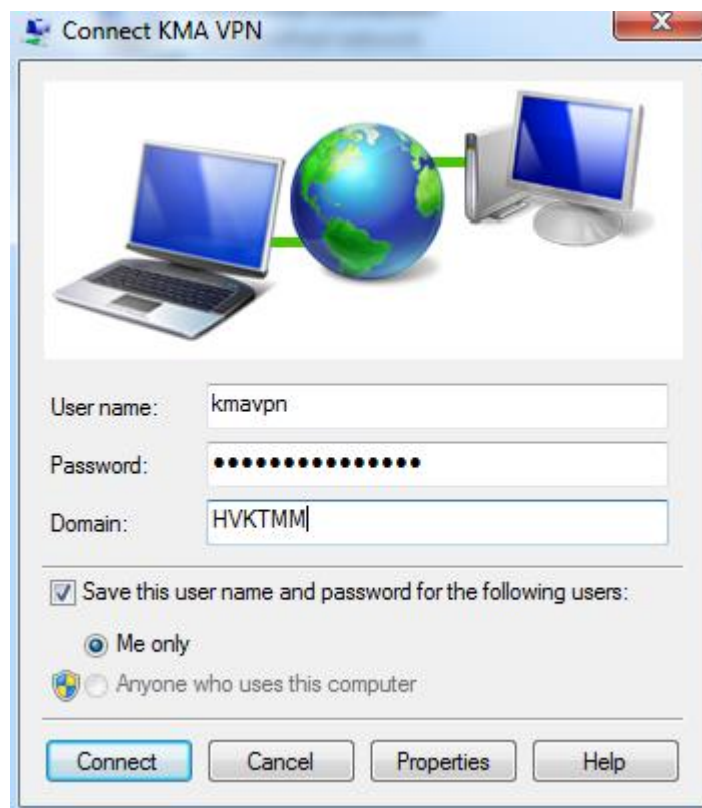 Connect KMA VPN
User name: kmavpn
Password: •••••••••••••••
Domain: HVKTMM
Save this user name and password for the following users:
Me only
Anyone who uses this computer
Connect Cancel Properties Help